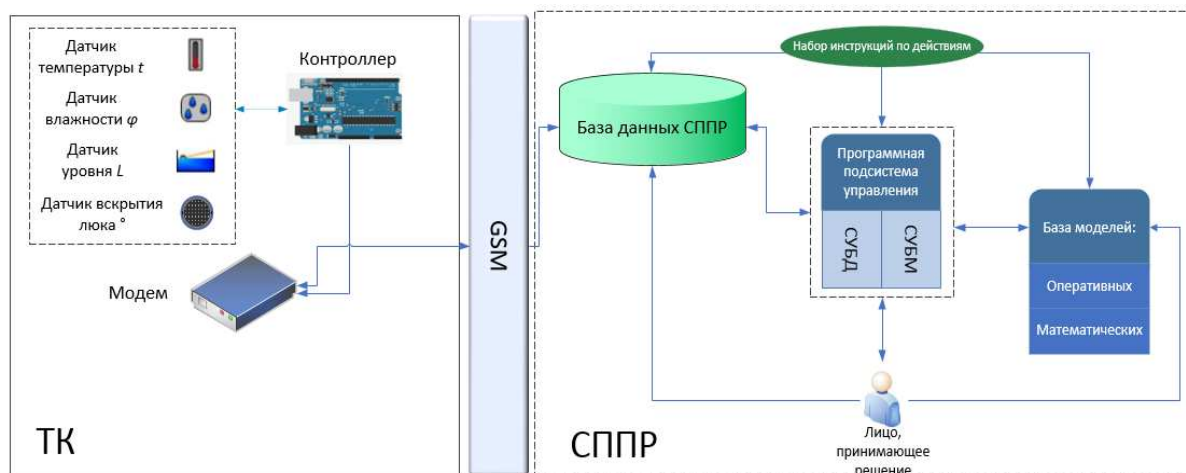 Датчик
температуры t
Датчик
влажности φ
Датчик
уровня L
Датчик вскрытия
люка °
Контроллер
Модем
ТК
GSM
Набор инструкций по действиям
База данных СППР
Программная
подсистема
управления
СУБД
СУБМ
База моделей:
Оперативных
Математических
Лицо,
принимающее
решение
СППР